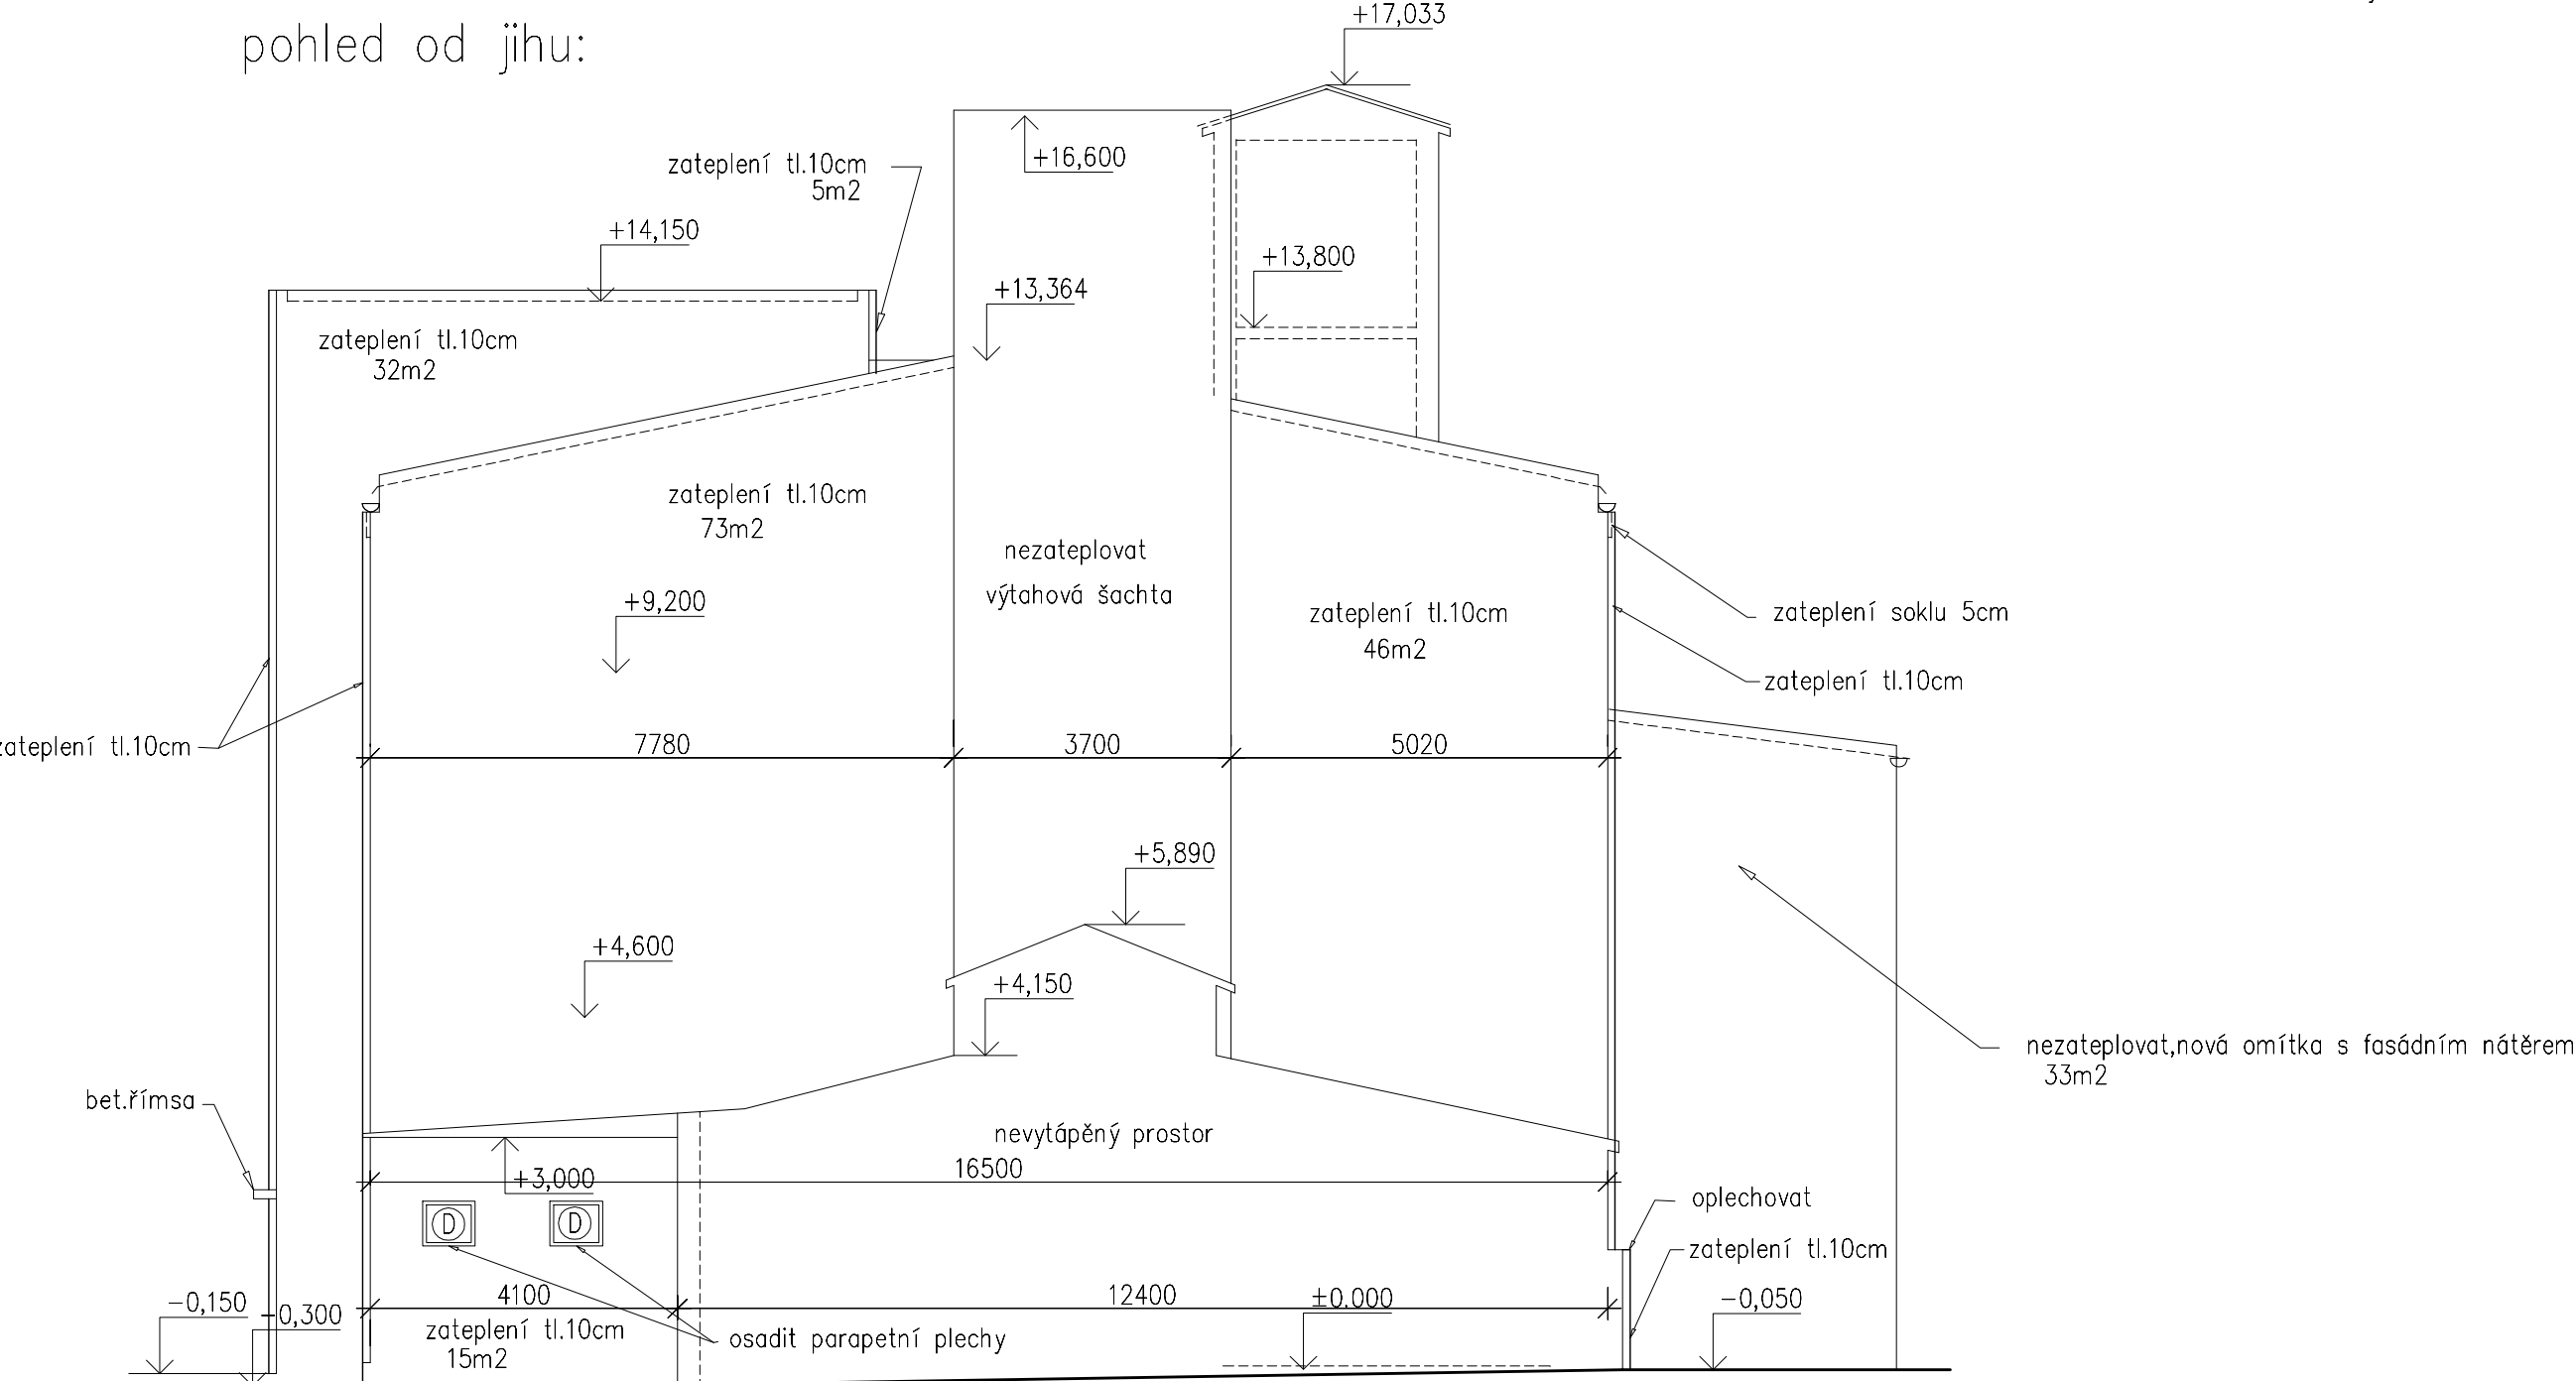 pohled od jihu:
+17,033
zateplení tl.10cm
5m2
+16,600
+14,150
+13,800
+13,364
zateplení tl.10cm
32m2
zateplení tl.10cm
73m2
nezateplovat
výtahová šachta
+9,200
zateplení tl.10cm
46m2
zateplení soklu 5cm
zateplení tl.10cm
zateplení tl.10cm
7780
3700
5020
+5,890
+4,600
+4,150
nezateplovat,nová omítka s fasádním nátěrem
33m2
bet.římsa
nevytápěný prostor
16500
+3,000
D
D
oplechovat
zateplení tl.10cm
-0,150
0,300
4100
12400
±0.000
-0,050
zateplení tl.10cm
15m2
osadit parapetní plechy